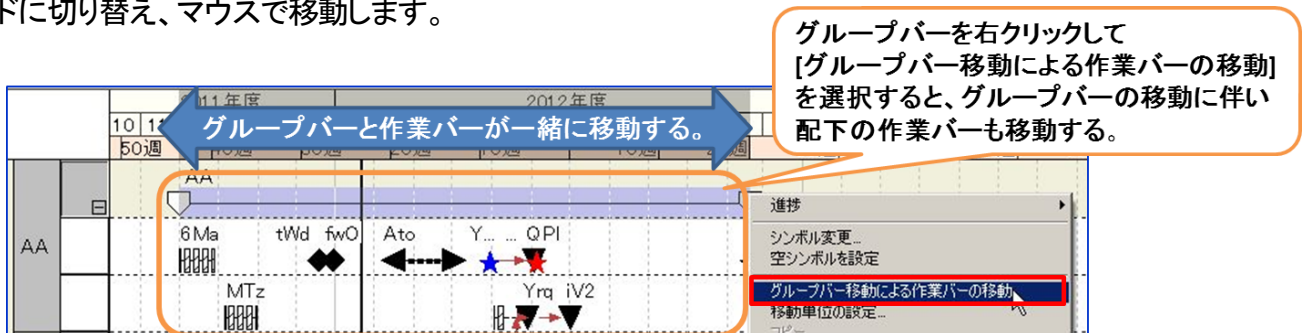 ドに切り替え、マウスで移動します。
グループバーを右クリックして
[グループバー移動による作業バーの移動]
を選択すると、グループバーの移動に伴い
配下の作業バーも移動する。
2012年度
10
グループバーと作業バーが一緒に移動する。
50週
AA
進捗
AA
6Ma tWd fwO Ato Y... ... QPI
シンボル変更...
空シンボルを設定
グループバー移動による作業バーの移動
MTz Yrq iV2
移動単位の設定...
コピー